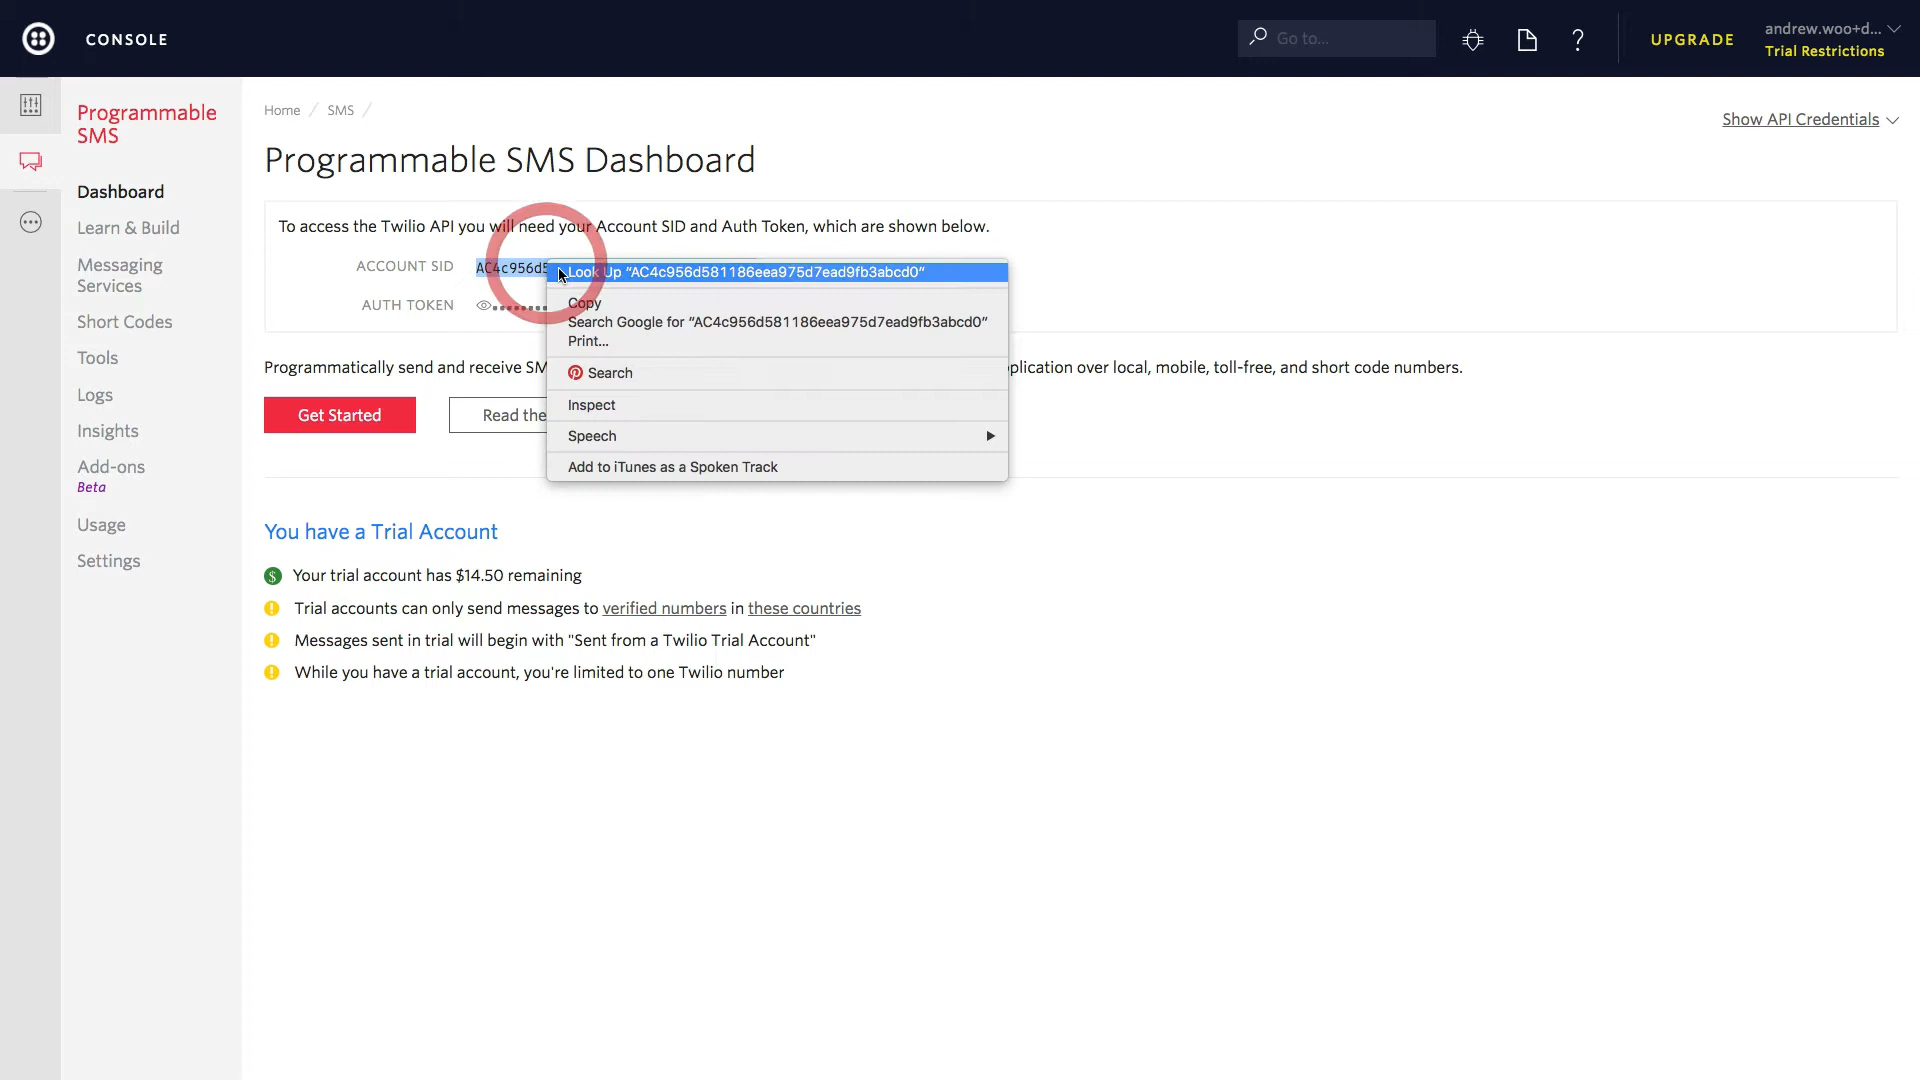 CONSOLE
Go to...
UPGRADE
andrew.woo+d...
Trial Restrictions
Programmable
SMS
Dashboard
Learn & Build
Messaging
Services
Short Codes
Tools
Logs
Insights
Add-ons
Beta
Usage
Settings
Home / SMS /
Show API Credentials
Programmable SMS Dashboard
To access the Twilio API you will need your Account SID and Auth Token, which are shown below.
ACCOUNT SID AC4c956d5
AUTH TOKEN
Look Up “AC4c956d581186eea975d7ead9fb3abcd0”
Copy
Search Google for “AC4c956d581186eea975d7ead9fb3abcd0”
Print...
Search
Inspect
Speech
Add to iTunes as a Spoken Track
Programmatically send and receive SM plication over local, mobile, toll-free, and short code numbers.
Get Started
Read the
You have a Trial Account
Your trial account has $14.50 remaining
Trial accounts can only send messages to verified numbers in these countries
Messages sent in trial will begin with "Sent from a Twilio Trial Account"
While you have a trial account, you're limited to one Twilio number